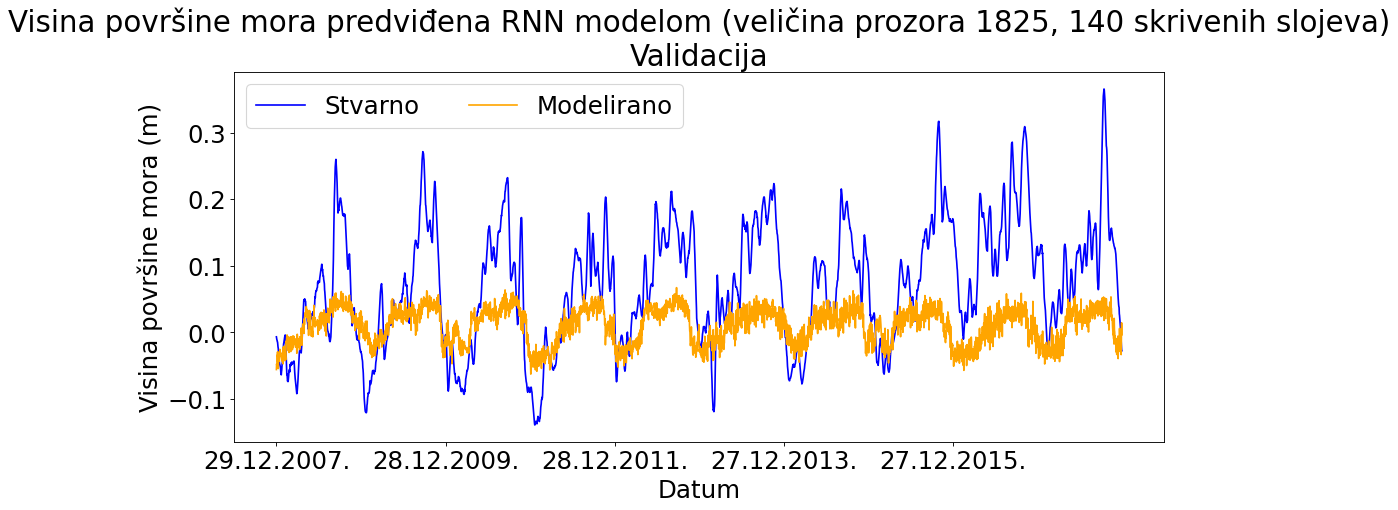 Visina površine mora predviđena RNN modelom (veličina prozora 1825, 140 skrivenih slojeva)
Validacija
Stvarno Modelirano
Visina površine mora (m)
0.3
0.2
0.1
0.0
−0.1
29.12.2007. 28.12.2009. 28.12.2011. 27.12.2013. 27.12.2015.
Datum